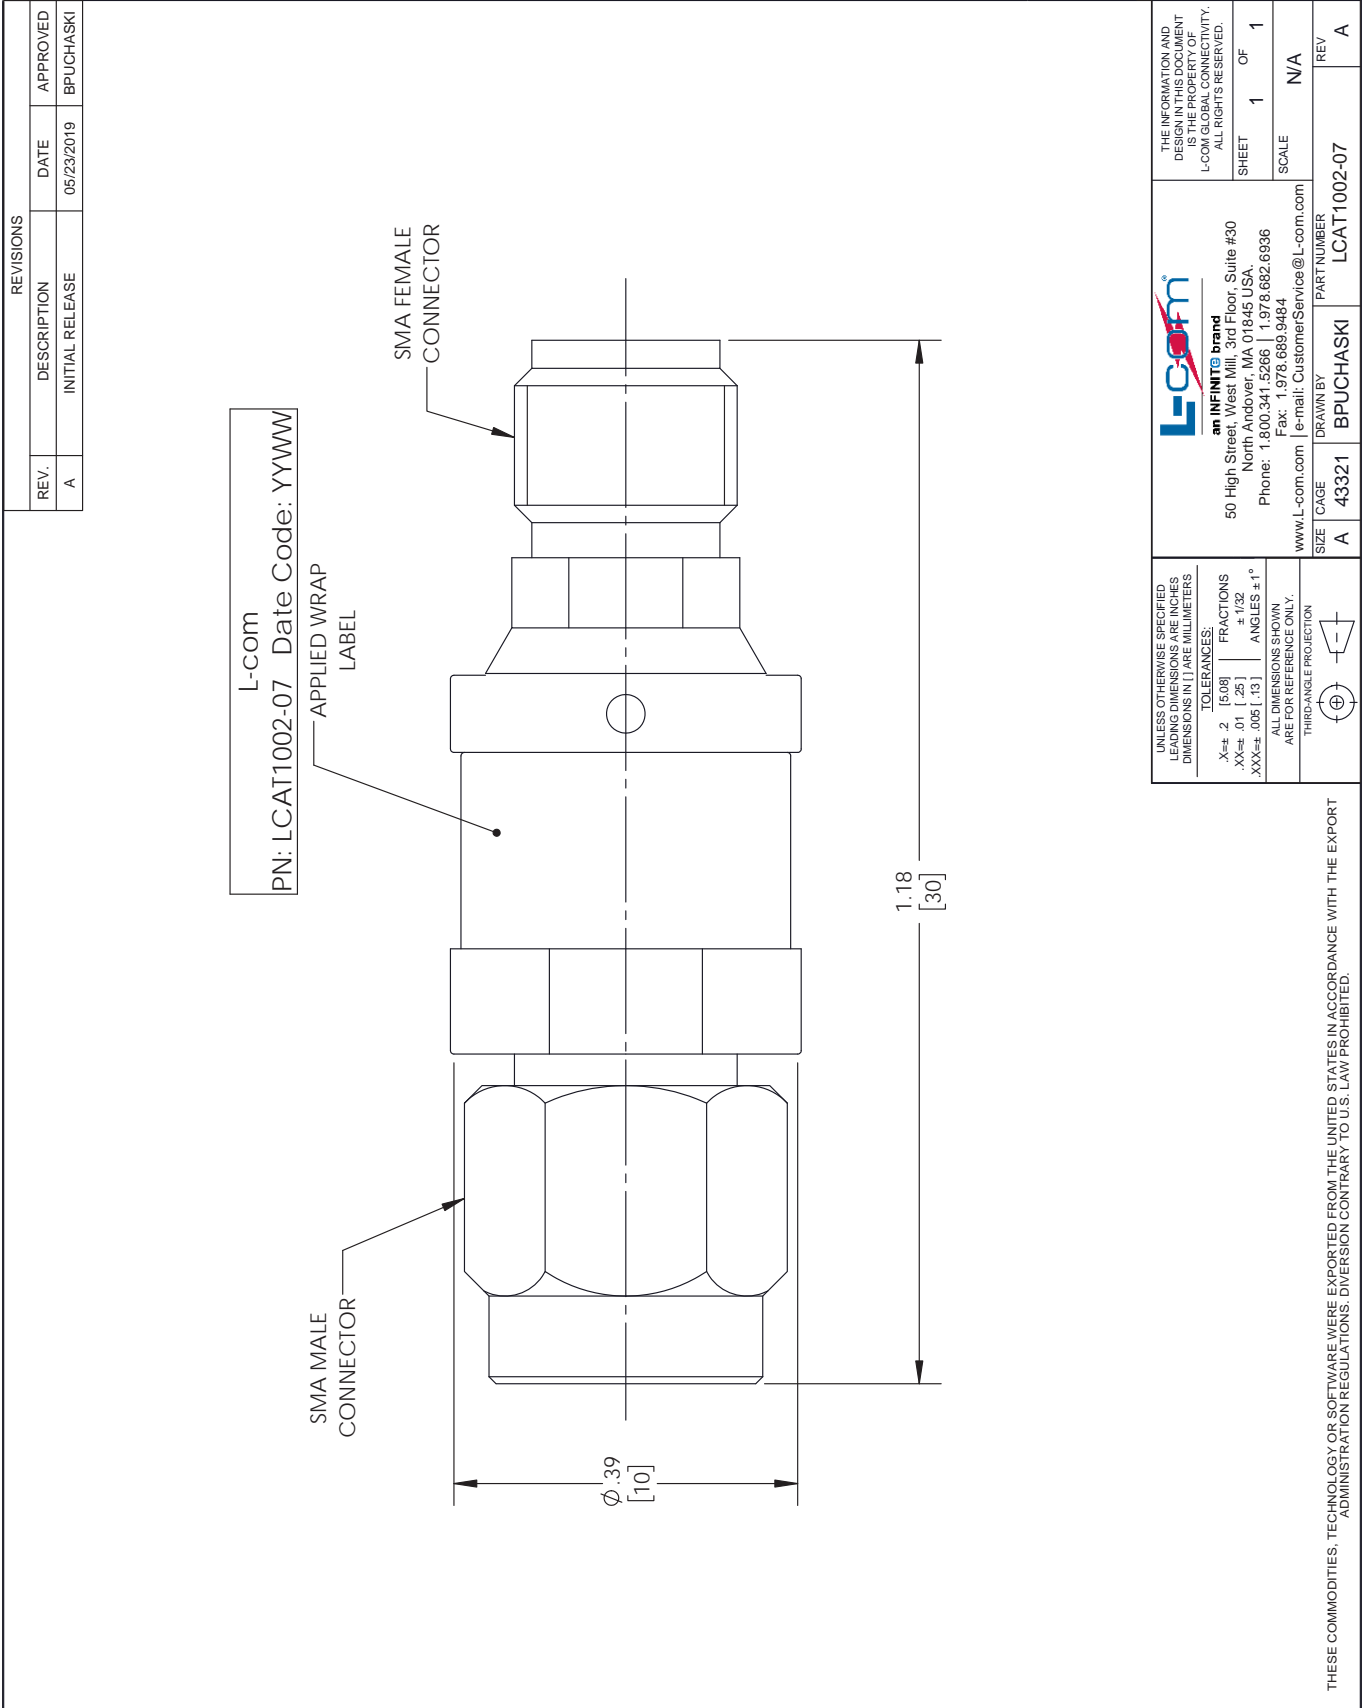 REVISIONS
REV. DESCRIPTION DATE APPROVED
A INITIAL RELEASE 05/23/2019 BPUCHASKI
L-com
PN: LCAT1002-07 Date Code: YYWW
APPLIED WRAP
LABEL
SMA FEMALE
CONNECTOR
SMA MALE
CONNECTOR
Ø.39
[10]
1.18
[30]
UNLESS OTHERWISE SPECIFIED
LEADING DIMENSIONS ARE INCHES
DIMENSIONS IN [ ] ARE MILLIMETERS
TOLERANCES:
.X=± .2 [5.08] FRACTIONS
.XX=± .01 [ .25] ± 1/32
.XXX=± .005 [ .13] ANGLES ± 1°
ALL DIMENSIONS SHOWN
ARE FOR REFERENCE ONLY.
THIRD-ANGLE PROJECTION
L-com®
an INFINITe brand
50 High Street, West Mill, 3rd Floor, Suite #30
North Andover, MA 01845 USA.
Phone: 1.800.341.5266 | 1.978.682.6936
Fax: 1.978.689.9484
www.L-com.com | e-mail: CustomerService@L-com.com
THE INFORMATION AND
DESIGN IN THIS DOCUMENT
IS THE PROPERTY OF
L-COM GLOBAL CONNECTIVITY.
ALL RIGHTS RESERVED.
SHEET 1 OF 1
SCALE N/A
SIZE CAGE DRAWN BY PART NUMBER REV
A 43321 BPUCHASKI LCAT1002-07 A
THESE COMMODITIES, TECHNOLOGY OR SOFTWARE WERE EXPORTED FROM THE UNITED STATES IN ACCORDANCE WITH THE EXPORT
ADMINISTRATION REGULATIONS. DIVERSION CONTRARY TO U.S. LAW PROHIBITED.